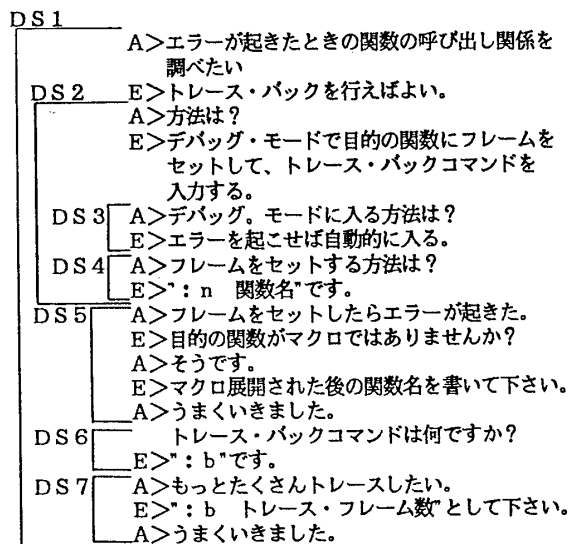 DS1
A>エラーが起きたときの関数の呼び出し関係を
調べたい
DS2 E>トレース・バックを行えばよい。
A>方法は？
E>デバッグ・モードで目的の関数にフレームを
セットして、トレース・バックコマンドを
入力する。
DS3 A>デバッグ。モードに入る方法は？
E>エラーを起こせば自動的に入る。
DS4 A>フレームをセットする方法は？
E>":n 関数名"です。
DS5 A>フレームをセットしたらエラーが起きた。
E>目的の関数がマクロではありませんか？
A>そうです。
E>マクロ展開された後の関数名を書いて下さい。
A>うまくいきました。
DS6 トレース・バックコマンドは何ですか？
E>":b"です。
DS7 A>もっとたくさんトレースしたい。
E>":b トレース・フレーム数"として下さい。
A>うまくいきました。